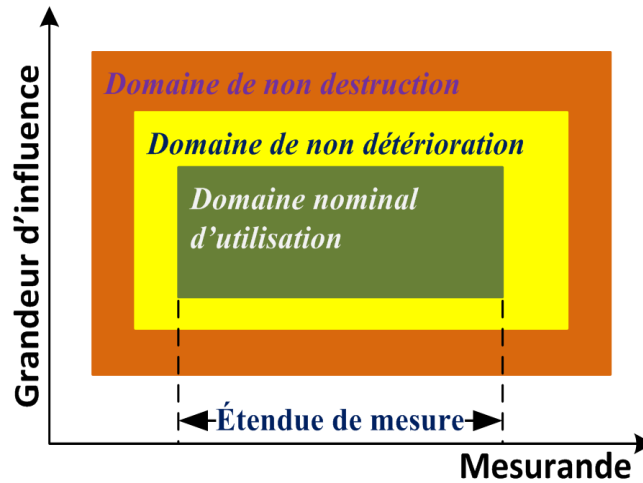 Grandeur d'influence
Domaine de non destruction
Domaine de non détérioration
Domaine nominal
d'utilisation
Étendue de mesure
Mesurande